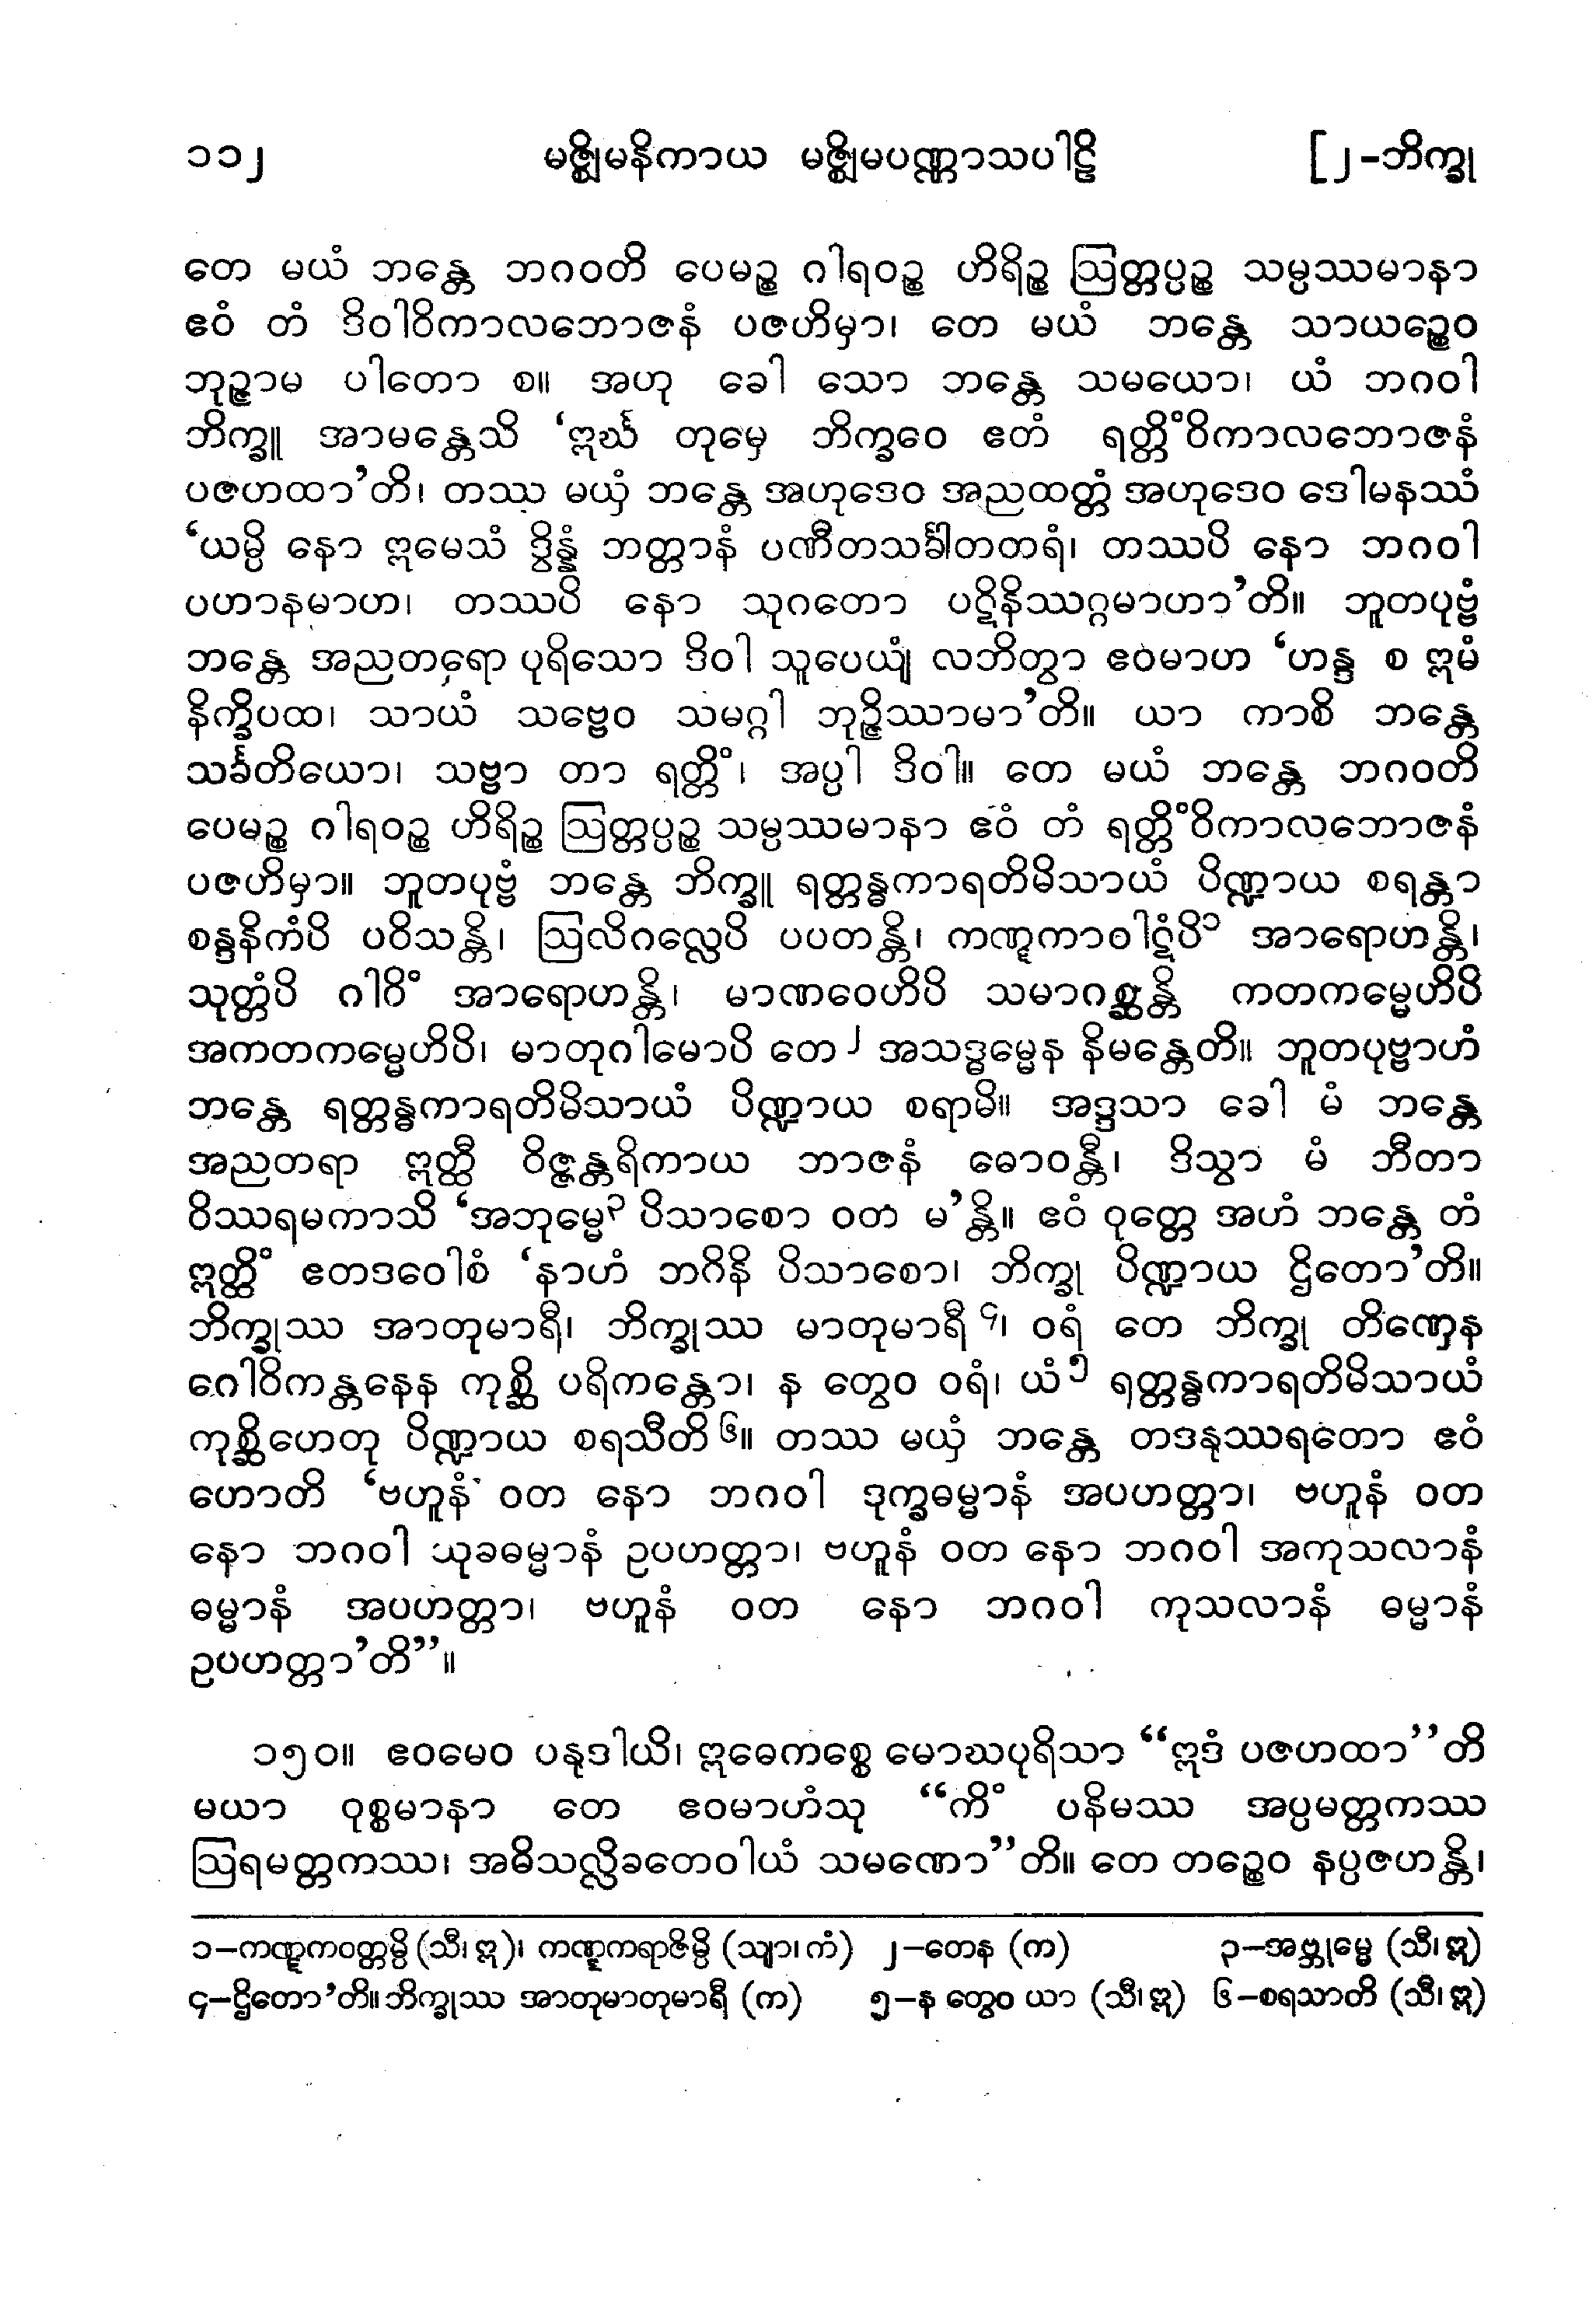 ၁၁၂ မဇ္ဈိမနိကာယ မဇ္ဈိမပဏ္ဏာသပါဠိ [၂-ဘိက္ခု
တေ မယံ ဘန္တေ ဘဂဝတိ ပေမဉ္စ ဂါရဝဉ္စ ဟိရိဉ္စ ဩတ္တပ္ပဉ္စ သမ္ပဿမာနာ
ဧဝံ တံ ဒိဝါဝိကာလဘောဇနံ ပဇဟိမှာ၊ တေ မယံ ဘန္တေ သာယဉ္စေဝ
ဘုဉ္ဇာမ ပါတော စ။ အဟု ခေါ သော ဘန္တေ သမယော၊ ယံ ဘဂဝါ
ဘိက္ခူ အာမန္တေသိ ‘ဣင်္ဃ တုမှေ ဘိက္ခဝေ ဧတံ ရတ္တိံဝိကာလဘောဇနံ
ပဇဟထာ’တိ၊ တဿ မယှံ ဘန္တေ အဟုဒေဝ အညထတ္တံ အဟုဒေဝ ဒေါမနဿံ
‘ယမ္ပိ နော ဣမေသံ ဒွိန္နံ ဘတ္တာနံ ပဏီတသင်္ခါတတရံ၊ တဿပိ နော ဘဂဝါ
ပဟာနမာဟ၊ တဿပိ နော သုဂတော ပဋိနိဿဂ္ဂမာဟာ’တိ။ ဘူတပုဗ္ဗံ
ဘန္တေ အညတရော ပုရိသော ဒိဝါ သူပေယျံ လဘိတွာ ဧဝမာဟ ‘ဟန္ဒ စ ဣမံ
နိက္ခိပထ၊ သာယံ သဗ္ဗေဝ သမဂ္ဂါ ဘုဉ္ဇိဿာမာ’တိ။ ယာ ကာစိ ဘန္တေ
သင်္ခတိယော၊ သဗ္ဗာ တာ ရတ္တိံ၊ အပ္ပါ ဒိဝါ။ တေ မယံ ဘန္တေ ဘဂဝတိ
ပေမဉ္စ ဂါရဝဉ္စ ဟိရိဉ္စ ဩတ္တပ္ပဉ္စ သမ္ပဿမာနာ ဧဝံ တံ ရတ္တိံဝိကာလဘောဇနံ
ပဇဟိမှာ။ ဘူတပုဗ္ဗံ ဘန္တေ ဘိက္ခူ ရတ္တန္ဓကာရတိမိသာယံ ပိဏ္ဍာယ စရန္တာ
စန္ဒနိကံပိ ပဝိသန္တိ၊ ဩလိဂလ္လေပိ ပပတန္တိ၊ ကဏ္ဋကာဝါဋံပိ၁ အာရောဟန္တိ၊
သုတ္တံပိ ဂါဝိံ အာရောဟန္တိ၊ မာဏဝေဟိပိ သမာဂစ္ဆန္တိ ကတကမ္မေဟိပိ
အကတကမ္မေဟိပိ၊ မာတုဂါမောပိ တေ၂ အသဒ္ဓမ္မေန နိမန္တေတိ။ ဘူတပုဗ္ဗာဟံ
ဘန္တေ ရတ္တန္ဓကာရတိမိသာယံ ပိဏ္ဍာယ စရာမိ။ အဒ္ဒသာ ခေါ မံ ဘန္တေ
အညတရာ ဣတ္ထီ ဝိဇ္ဇန္တရိကာယ ဘာဇနံ ဓောဝန္တီ၊ ဒိသွာ မံ ဘီတာ
ဝိဿရမကာသိ ‘အဘုမ္မေ၃ ပိသာစော ဝတ မ’န္တိ။ ဧဝံ ဝုတ္တေ အဟံ ဘန္တေ တံ
ဣတ္ထိံ ဧတဒဝေါစံ ‘နာဟံ ဘဂိနိ ပိသာစော၊ ဘိက္ခု ပိဏ္ဍာယ ဌိတော’တိ။
ဘိက္ခုဿ အာတုမာရီ၊ ဘိက္ခုဿ မာတုမာရီ၄၊ ဝရံ တေ ဘိက္ခု တိဏှေန
ဂေါဝိကန္တနေန ကုစ္ဆိ ပရိကန္တော၊ န တွေဝ ဝရံ၊ ယံ၅ ရတ္တန္ဓကာရတိမိသာယံ
ကုစ္ဆိဟေတု ပိဏ္ဍာယ စရသီတိ၆။ တဿ မယှံ ဘန္တေ တဒနုဿရတော ဧဝံ
ဟောတိ ‘ဗဟူနံ ဝတ နော ဘဂဝါ ဒုက္ခဓမ္မာနံ အပဟတ္တာ၊ ဗဟူနံ ဝတ
နော ဘဂဝါ သုခဓမ္မာနံ ဥပဟတ္တာ၊ ဗဟူနံ ဝတ နော ဘဂဝါ အကုသလာနံ
ဓမ္မာနံ အပဟတ္တာ၊ ဗဟူနံ ဝတ နော ဘဂဝါ ကုသလာနံ ဓမ္မာနံ
ဥပဟတ္တာ’တိ”။
၁၅၀။ ဧဝမေဝ ပနုဒါယိ၊ ဣဓေကစ္စေ မောဃပုရိသာ “ဣဒံ ပဇဟထာ”တိ
မယာ ဝုစ္စမာနာ တေ ဧဝမာဟံသု “ကိံ ပနိမဿ အပ္ပမတ္တကဿ
ဩရမတ္တကဿ၊ အဓိသလ္လိခတေဝါယံ သမဏော”တိ။ တေ တဉ္စေဝ နပ္ပဇဟန္တိ၊
၁–ကဏ္ဋကဝတ္တမ္ပိ (သီ၊ ဣ)၊ ကဏ္ဋကရာဇိမ္ပိ (သျာ၊ ကံ) ၂–တေန (က) ၃–အဗ္ဘုမ္မေ (သီ၊ ဣ)
၄–ဌိတော’တိ။ ဘိက္ခုဿ အာတုမာတုမာရီ (က) ၅–န တွေဝ ယာ (သီ၊ ဣ) ၆–စရသာတိ (သီ၊ ဣ)